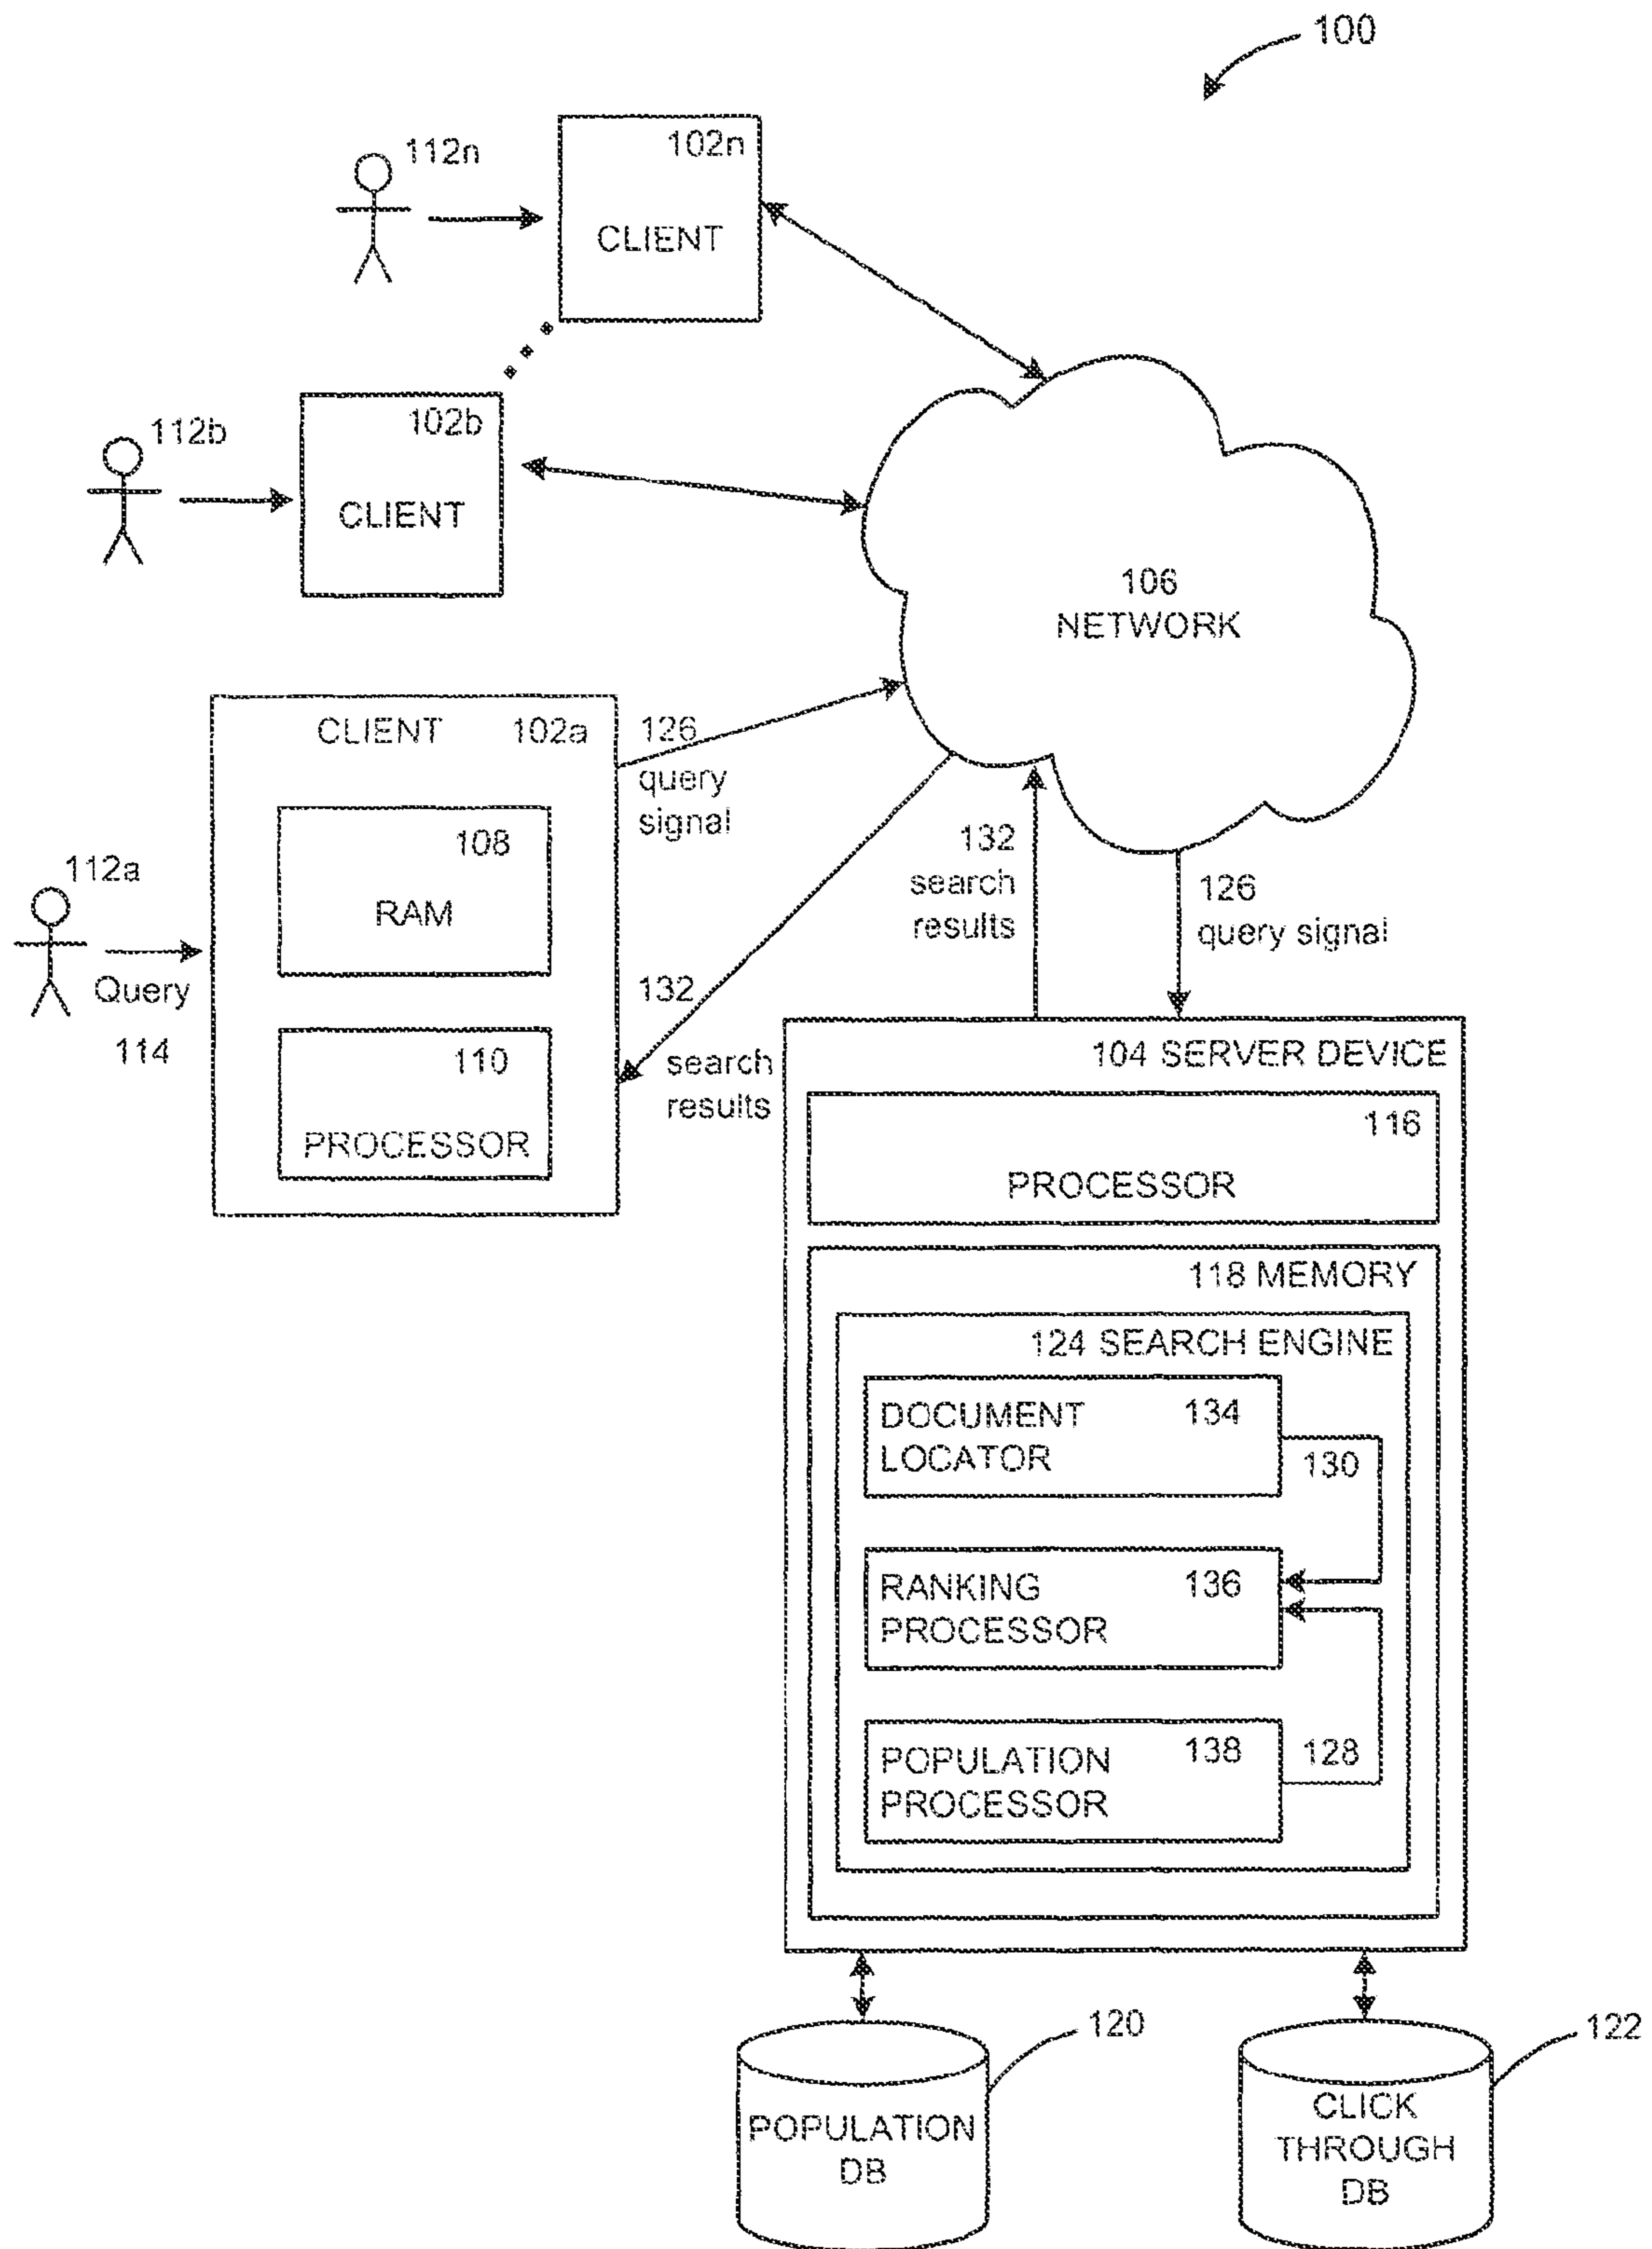 100
112n
102n
CLIENT
112b
102b
CLIENT
106
NETWORK
CLIENT 102a
126
query
signal
108
RAM
112a
Query
114
132
search
results
126
query signal
132
search
results
110
PROCESSOR
104 SERVER DEVICE
116
PROCESSOR
118 MEMORY
124 SEARCH ENGINE
DOCUMENT 134
LOCATOR
130
RANKING 136
PROCESSOR
POPULATION 138
PROCESSOR
128
120
122
POPULATION
DB
CLICK
THROUGH
DB